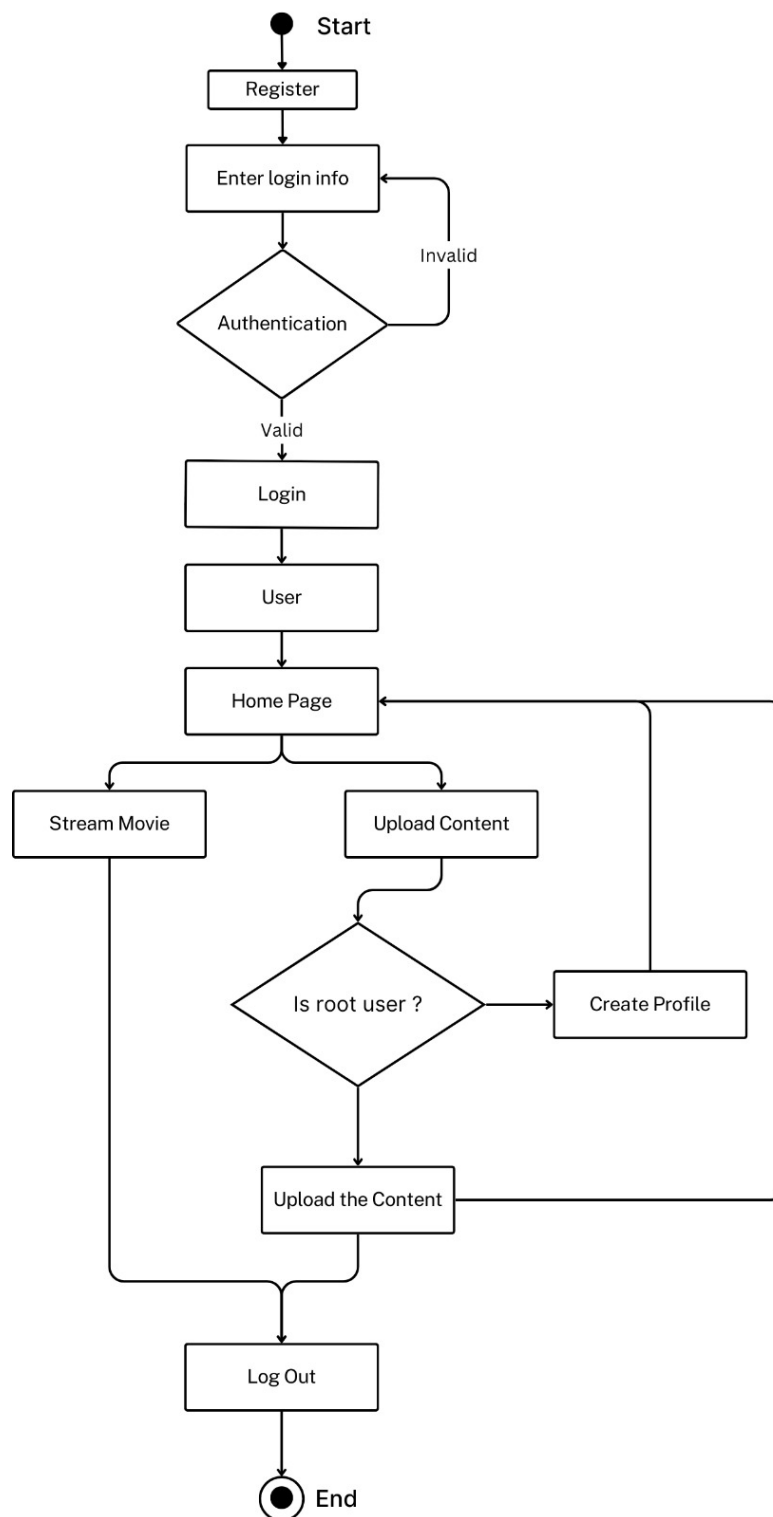 Start
Register
Enter login info
Invalid
Authentication
Valid
Login
User
Home Page
Stream Movie
Upload Content
Is root user ?
Create Profile
Upload the Content
Log Out
End